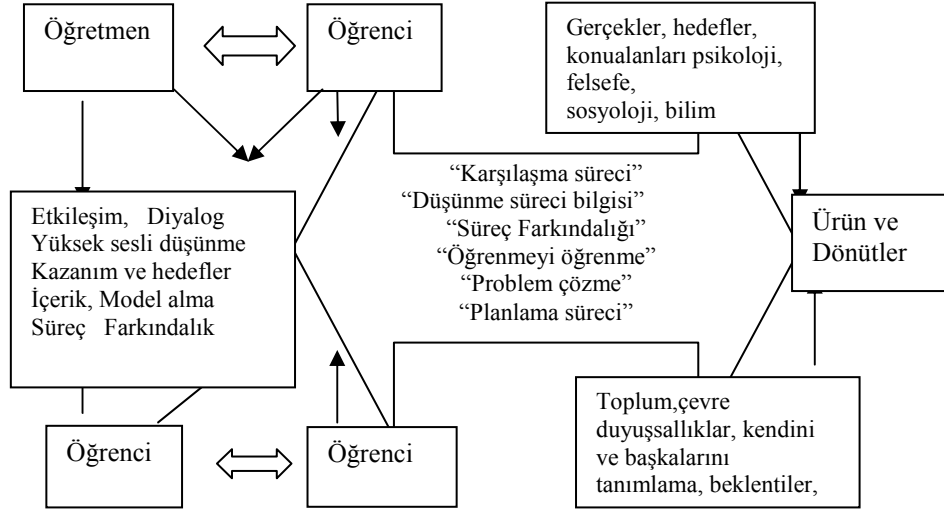 Öğretmen
Öğrenci
Gerçekler, hedefler,
konualanları psikoloji,
felsefe,
sosyoloji, bilim
“Karşılaşma süreci”
“Düşünme süreci bilgisi”
“Süreç Farkındalığı”
“Öğrenmeyi öğrenme”
“Problem çözme”
“Planlama süreci”
Etkileşim, Diyalog
Yüksek sesli düşünme
Kazanım ve hedefler
İçerik, Model alma
Süreç Farkındalık
Ürün ve
Dönütler
Öğrenci
Öğrenci
Toplum,çevre
duyuşsallıklar, kendini
ve başkalarını
tanımlama, beklentiler,